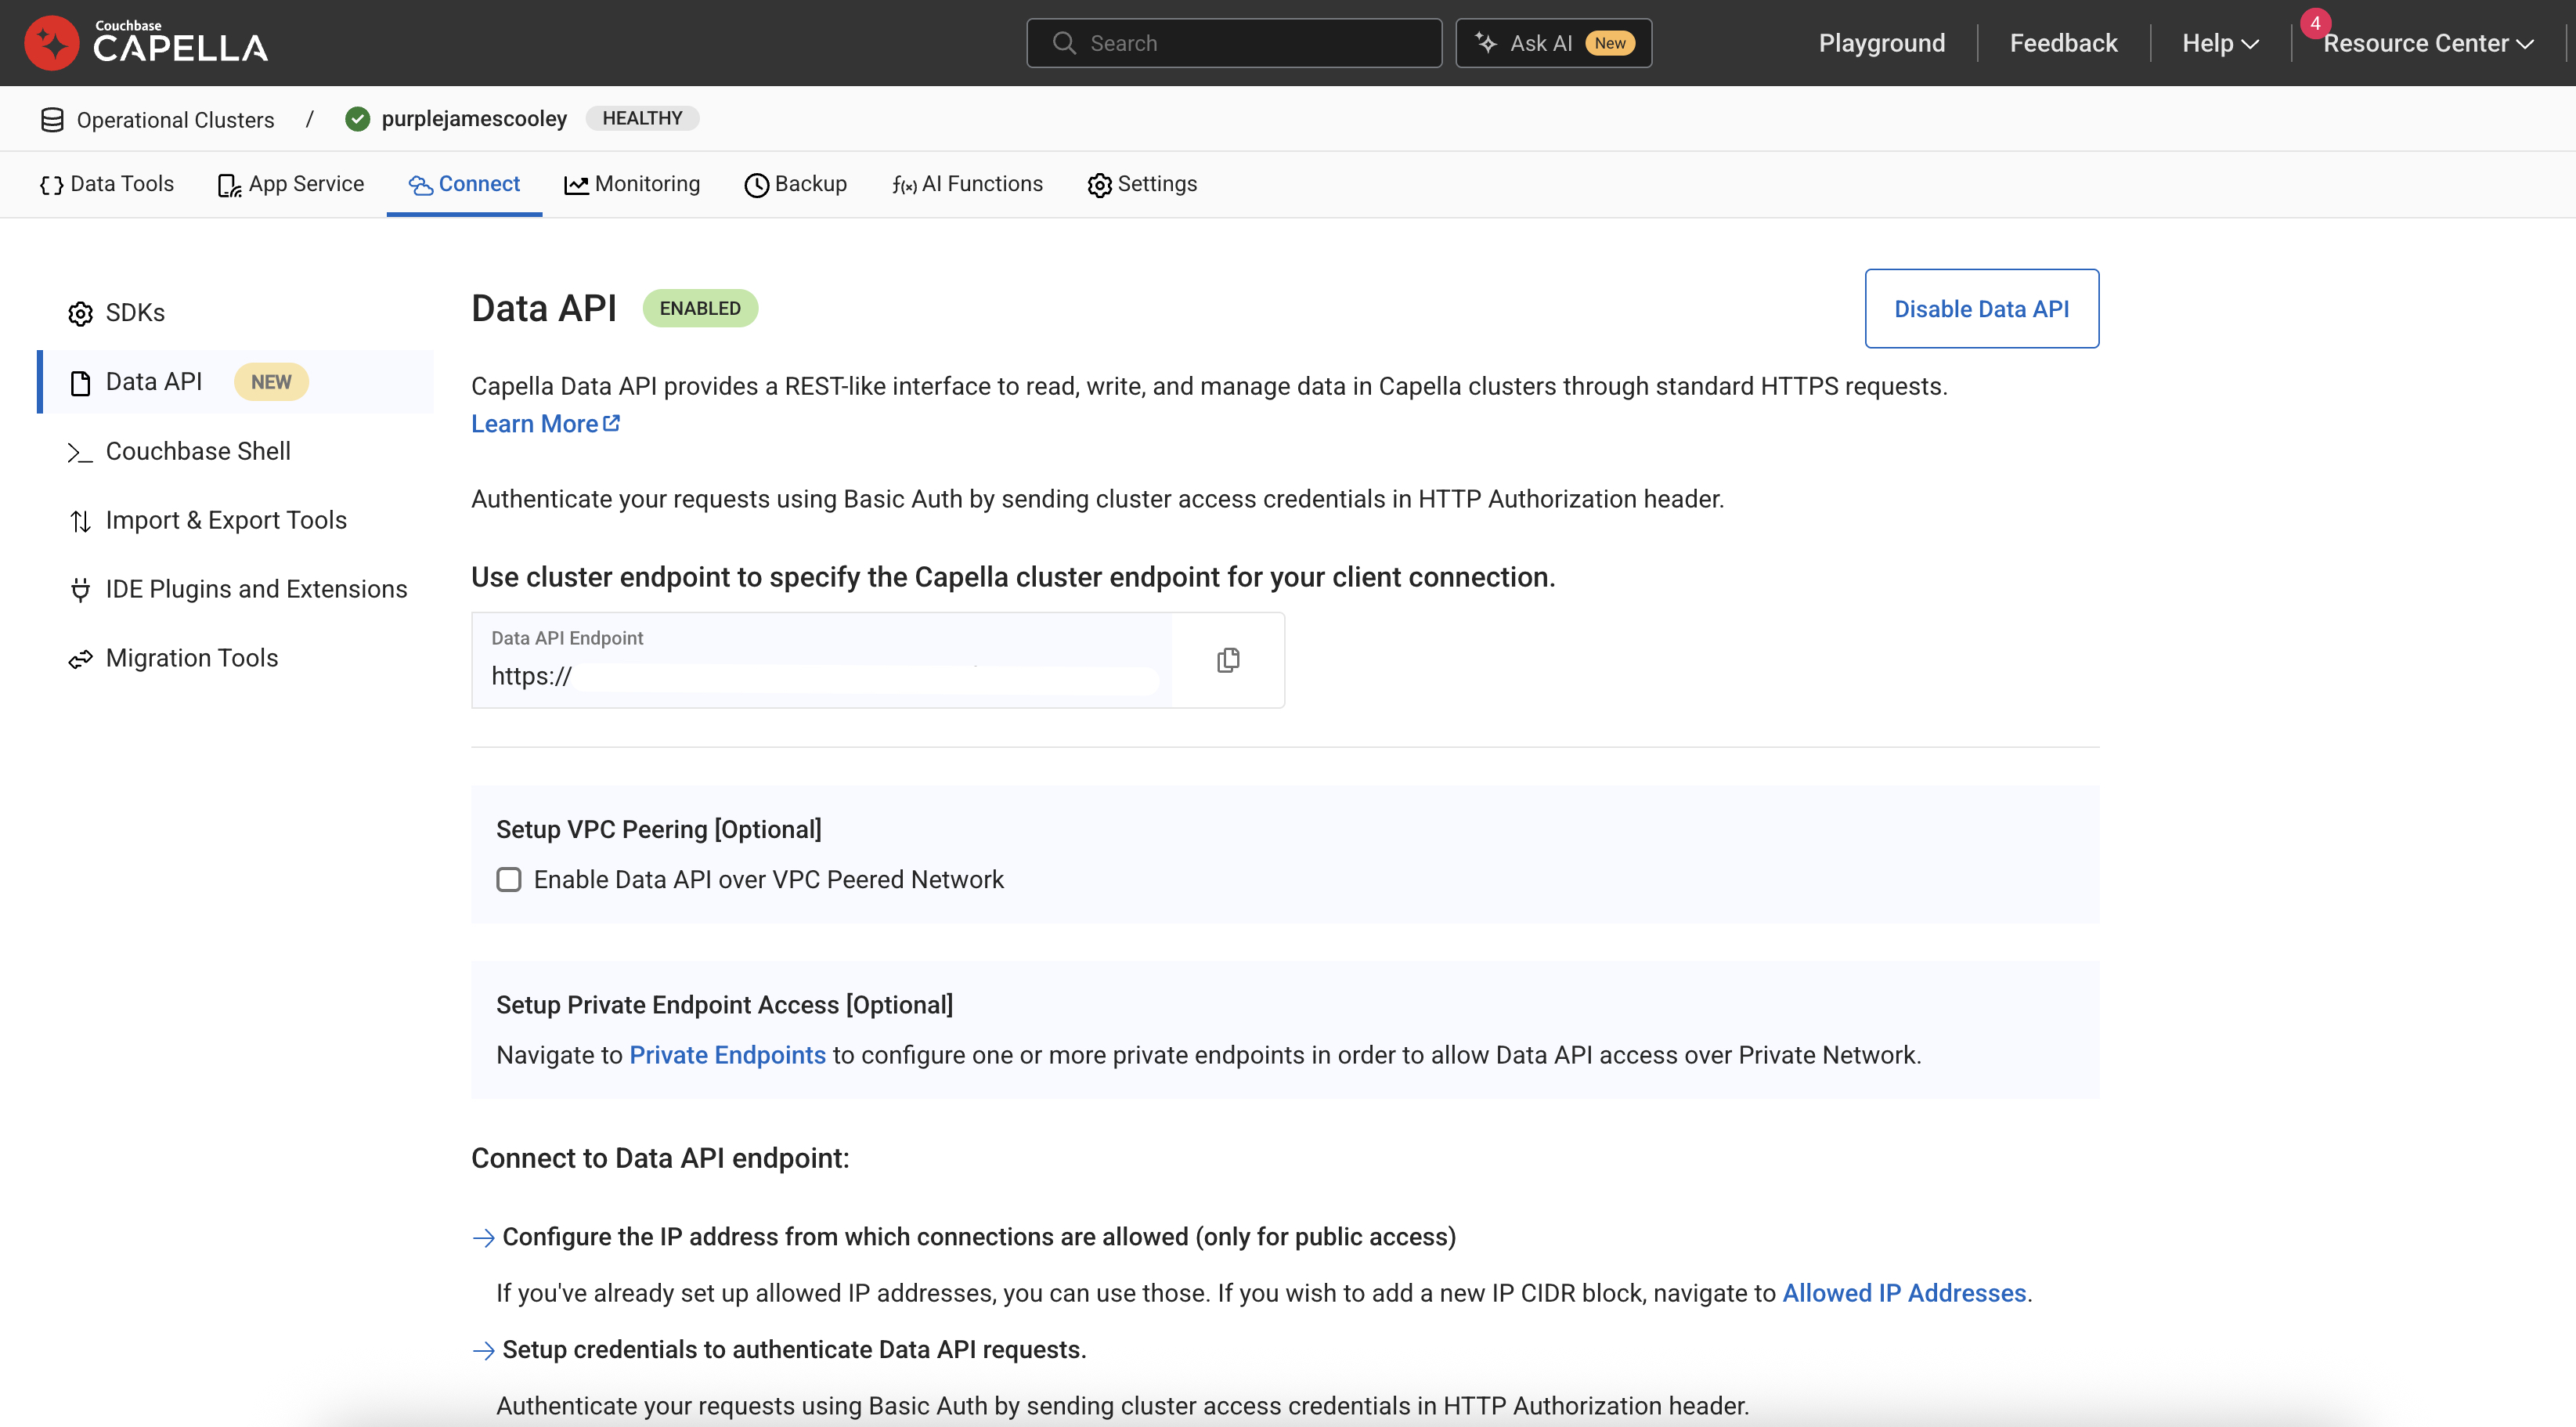 Couchbase
CAPELLA
Search
Ask AI New
Playground
Feedback
Help
4
Resource Center
Operational Clusters / purplejamescooley HEALTHY
Data Tools
App Service
Connect
Monitoring
Backup
f(x) AI Functions
Settings
SDKs
Data API NEW
Couchbase Shell
Import & Export Tools
IDE Plugins and Extensions
Migration Tools
Data API ENABLED
Disable Data API
Capella Data API provides a REST-like interface to read, write, and manage data in Capella clusters through standard HTTPS requests.
Learn More
Authenticate your requests using Basic Auth by sending cluster access credentials in HTTP Authorization header.
Use cluster endpoint to specify the Capella cluster endpoint for your client connection.
Data API Endpoint
https://
Setup VPC Peering [Optional]
Enable Data API over VPC Peered Network
Setup Private Endpoint Access [Optional]
Navigate to Private Endpoints to configure one or more private endpoints in order to allow Data API access over Private Network.
Connect to Data API endpoint:
Configure the IP address from which connections are allowed (only for public access)
If you've already set up allowed IP addresses, you can use those. If you wish to add a new IP CIDR block, navigate to Allowed IP Addresses.
Setup credentials to authenticate Data API requests.
Authenticate your requests using Basic Auth by sending cluster access credentials in HTTP Authorization header.